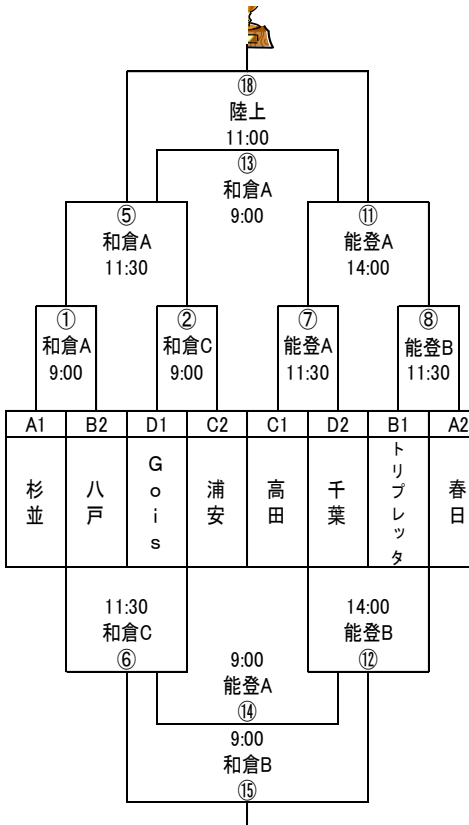 ⑱
陸上
11:00
⑬
和倉A
9:00
⑤
和倉A
11:30
⑪
能登A
14:00
①
和倉A
9:00
②
和倉C
9:00
⑦
能登A
11:30
⑧
能登B
11:30
A1 B2 D1 C2 C1 D2 B1 A2
杉並 八戸 Gois 浦安 高田 千葉 トリプレッタ 春日
11:30
和倉C
⑥
14:00
能登B
⑫
9:00
能登A
⑭
9:00
和倉B
⑮